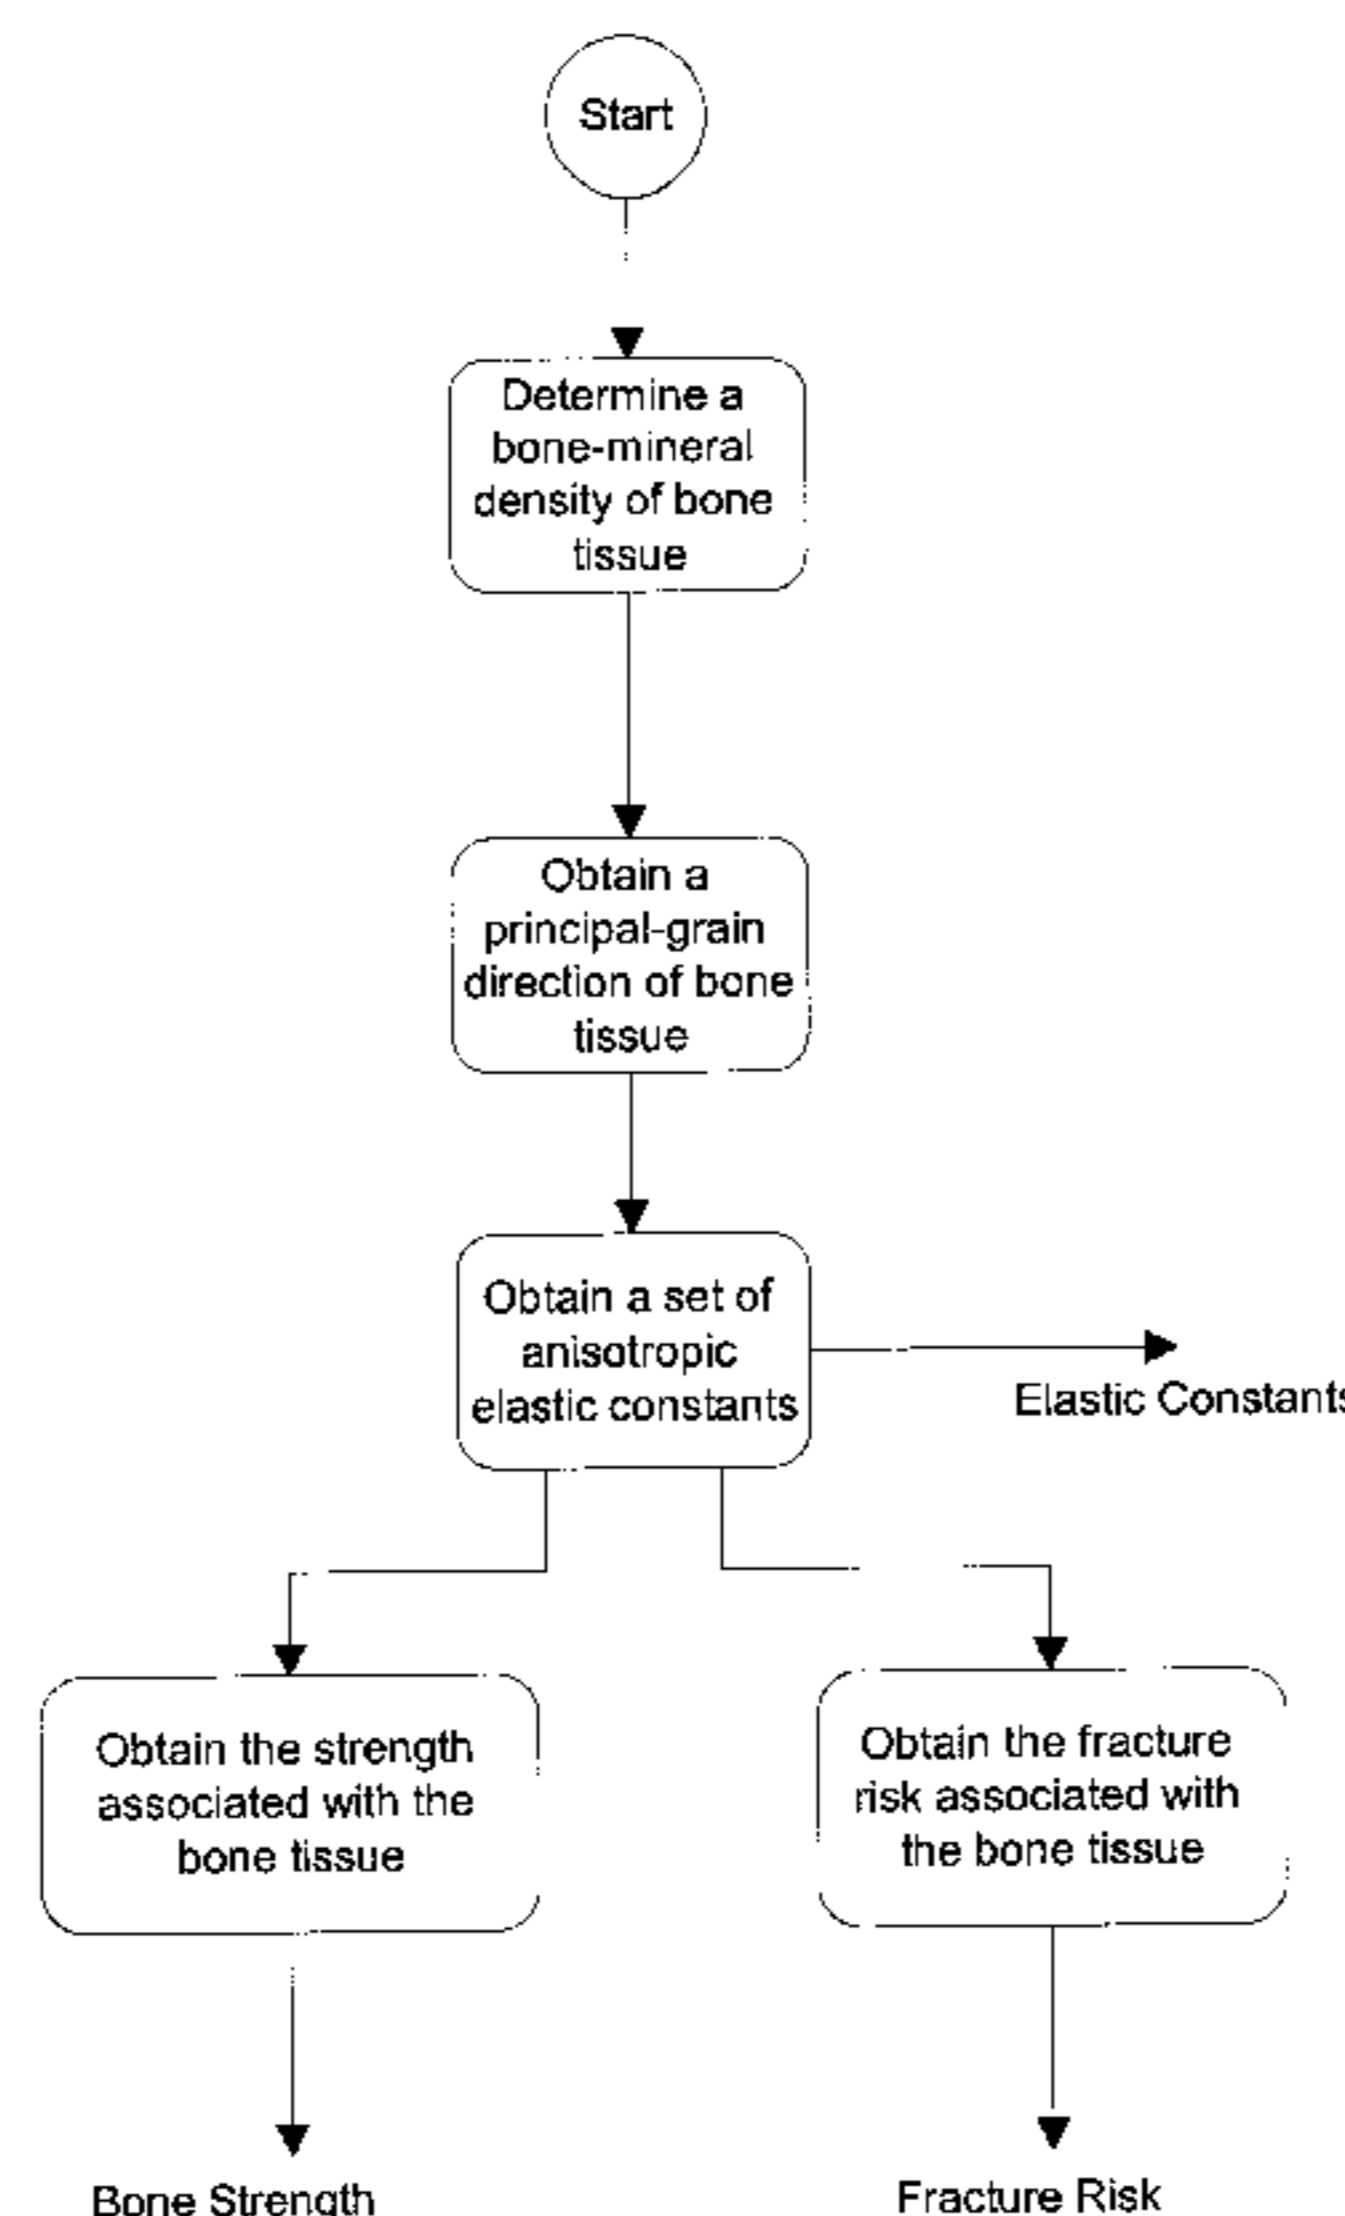 Start
Determine a
bone-mineral
density of bone
tissue
Obtain a
principal-grain
direction of bone
tissue
Obtain a set of
anisotropic
elastic constants
Elastic Constants
Obtain the strength
associated with the
bone tissue
Obtain the fracture
risk associated with
the bone tissue
Bone Strength
Fracture Risk